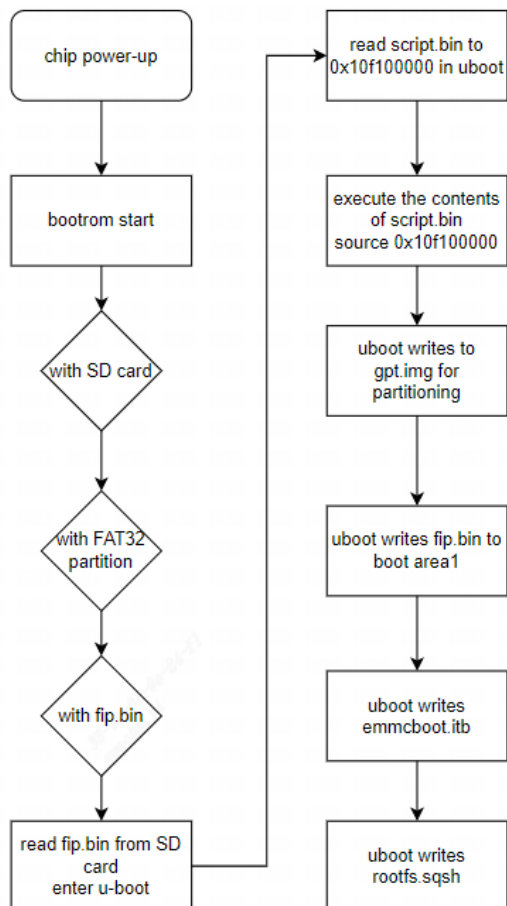 chip power-up
bootrom start
with SD card
with FAT32
partition
with fip.bin
read fip.bin from SD
card
enter u-boot
read script.bin to
0x10f100000 in uboot
execute the contents
of script.bin
source 0x10f100000
uboot writes to
gpt.img for
partitioning
uboot writes fip.bin to
boot area1
uboot writes
emmcboot.itb
uboot writes
rootfs.sqsh